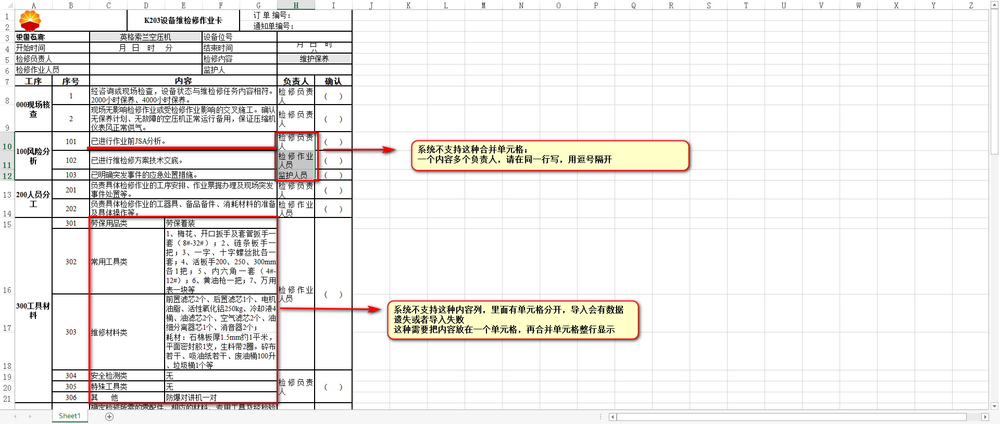 A B C D E F G H I J K L M N O P Q R S T U V W X Y Z
1 K203设备维检修作业卡 订 单 编号：
2 通知单编号：
3 英格索兰空压机 设备位号
4 开始时间 月 日 时 分 结束时间 月 日 时
5 检修负责人 检修内容 维护保养
6 检修作业人员 监护人
7 工序 序号 内容 负责人 确认
8 000现场核查 1 经咨询或现场检查，设备状态与维检修任务内容相符。
2000小时保养、4000小时保养。
检修负责人 （ ）
9 2 现场无影响检修作业或受检修作业影响的交叉施工。确认
无保养计划、无故障的空压机正常运行备用，保证压缩机
仪表风正常供气。
检修负责人 （ ）
10 100风险分析 101 已进行作业前JSA分析。 检修负责人 （ ）
11 102 已进行维检修方案技术交底。 检修作业人员 （ ）
12 103 已明确突发事件的应急处置措施。 监护人员 （ ）
13 200人员分工 201 负责具体检修作业的工序安排、作业票据办理及现场突发
事件处置等。
检修负责人 （ ）
14 202 负责具体检修作业的工器具、备品备件、消耗材料的准备
及具体操作等。
检修作业人员 （ ）
15 300工具材料 301 劳保用品类 劳保着装
16 302 常用工具类 1、梅花、开口扳手及套管扳手一
套（8#-32#）；2、链条板手一
把；3、一字、十字螺丝批各一
套；4、活板手200、250、300mm
各1把；5、内六角一套（4#-
12#）；6、黄油枪一把；7、万用
表一块等
检修作业人员 （ ）
17 303 维修材料类 前置滤芯2个、后置滤芯1个、电机
油脂、活性氧化铝250kg、冷却液4
桶、油滤芯2个、空气滤芯2个、油
细分离器芯1个、消音器2个；
18 耗材：石棉板厚1.5mm约1平米，
平面密封胶1支，生料带2圈。碎布
若干、吸油纸若干、废油桶100升
、垃圾桶1个等
19 304 安全检测类 无
20 305 特殊工具类 无 检修负责人 （ ）
21 306 其 他 防爆对讲机一对
确定检修所需的零配件、相应的材料、专用工具及经检验
系统不支持这种合并单元格；
一个内容多个负责人，请在同一行写，用逗号隔开
系统不支持这种内容列，里面有单元格分开，导入会有数据
遗失或者导入失败
这种需要把内容放在一个单元格，再合并单元格整行显示
Sheet1